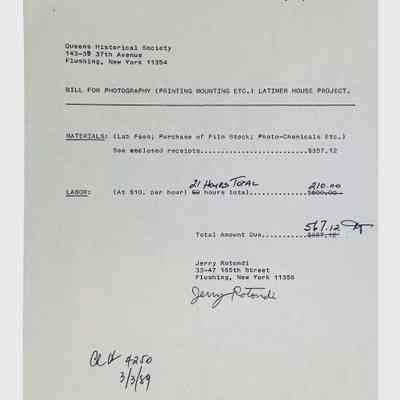 Queens Historical Society
143-35 37th Avenue
Flushing, New York 11354
BILL FOR PHOTOGRAPHY (PRINTING MOUNTING ETC.) LATIMER HOUSE PROJECT.
MATERIALS: (Lab Fees; Purchase of Film Stock; Photo-Chemicals Etc.)
See enclosed receipts..................$357.12
21 HOURS TOTAL 210.00
LABOR: (At $10. per hour) 60 hours total..........$600.00
567.12
Total Amount Due............$957.12
Jerry Rotondi
33-47 165th Street
Flushing, New York 11358
Jerry Rotondi
4250
3/3/89